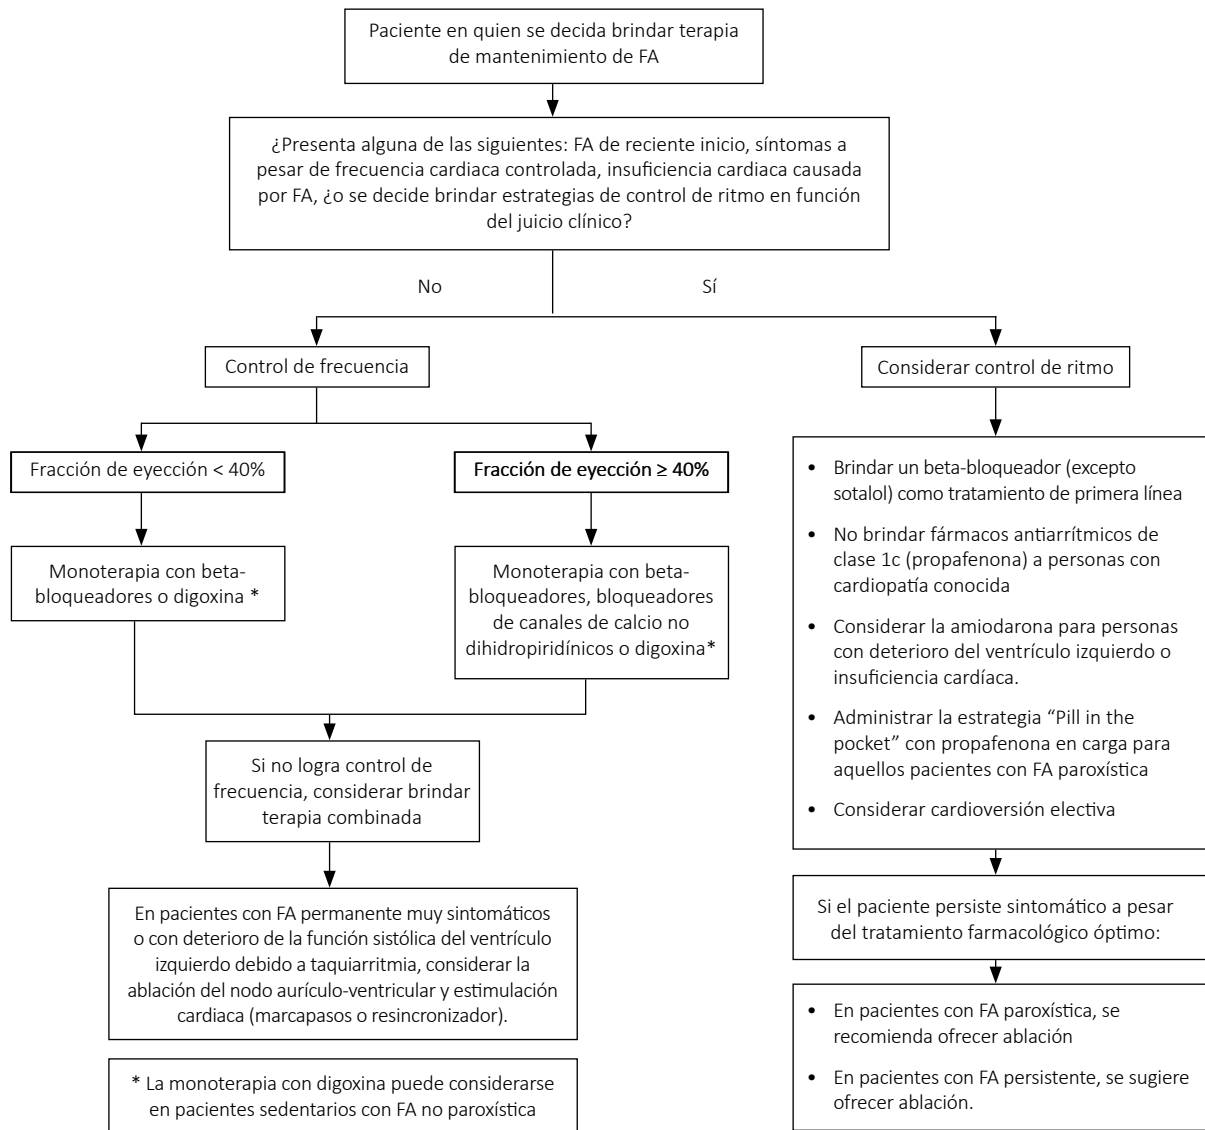 Paciente en quien se decida brindar terapia
de mantenimiento de FA
¿Presenta alguna de las siguientes: FA de reciente inicio, síntomas a
pesar de frecuencia cardiaca controlada, insuficiencia cardiaca causada
por FA, ¿o se decide brindar estrategias de control de ritmo en función
del juicio clínico?
No
Sí
Control de frecuencia
Considerar control de ritmo
Fracción de eyección < 40%
Fracción de eyección ≥ 40%
Monoterapia con beta-
bloqueadores o digoxina *
Monoterapia con beta-
bloqueadores, bloqueadores
de canales de calcio no
dihidropiridínicos o digoxina*
Si no logra control de
frecuencia, considerar brindar
terapia combinada
En pacientes con FA permanente muy sintomáticos
o con deterioro de la función sistólica del ventrículo
izquierdo debido a taquiarritmia, considerar la
ablación del nodo aurículo-ventricular y estimulación
cardiaca (marcapasos o resincronizador).
* La monoterapia con digoxina puede considerarse
en pacientes sedentarios con FA no paroxística
• Brindar un beta-bloqueador (excepto
sotalol) como tratamiento de primera línea
• No brindar fármacos antiarrítmicos de
clase 1c (propafenona) a personas con
cardiopatía conocida
• Considerar la amiodarona para personas
con deterioro del ventrículo izquierdo o
insuficiencia cardíaca.
• Administrar la estrategia “Pill in the
pocket” con propafenona en carga para
aquellos pacientes con FA paroxística
• Considerar cardioversión electiva
Si el paciente persiste sintomático a pesar
del tratamiento farmacológico óptimo:
• En pacientes con FA paroxística, se
recomienda ofrecer ablación
• En pacientes con FA persistente, se sugiere
ofrecer ablación.